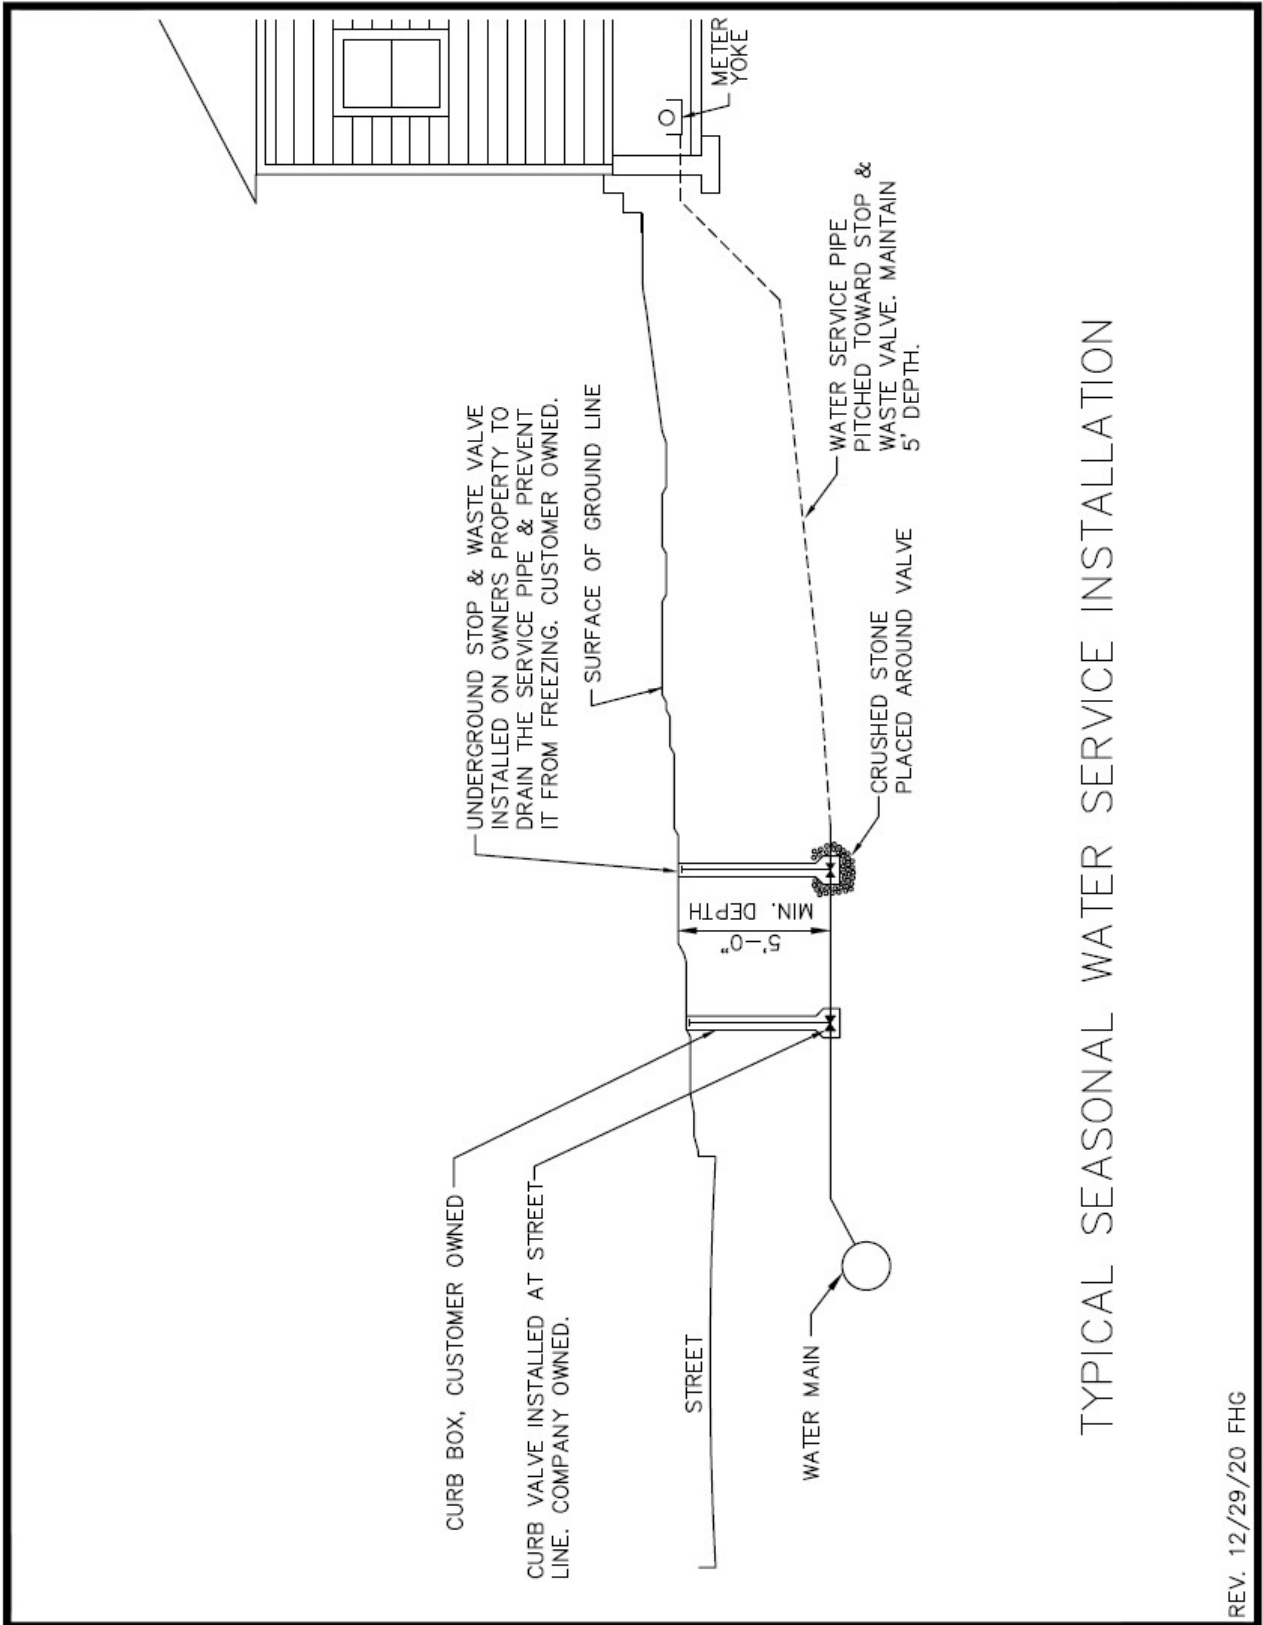 CURB BOX, CUSTOMER OWNED
CURB VALVE INSTALLED AT STREET
LINE. COMPANY OWNED.
STREET
WATER MAIN
UNDERGROUND STOP & WASTE VALVE
INSTALLED ON OWNERS PROPERTY TO
DRAIN THE SERVICE PIPE & PREVENT
IT FROM FREEZING. CUSTOMER OWNED.
SURFACE OF GROUND LINE
5'-0"
MIN. DEPTH
CRUSHED STONE
PLACED AROUND VALVE
WATER SERVICE PIPE
PITCHED TOWARD STOP &
WASTE VALVE. MAINTAIN
5' DEPTH.
METER
YOKE
TYPICAL SEASONAL WATER SERVICE INSTALLATION
REV. 12/29/20 FHG